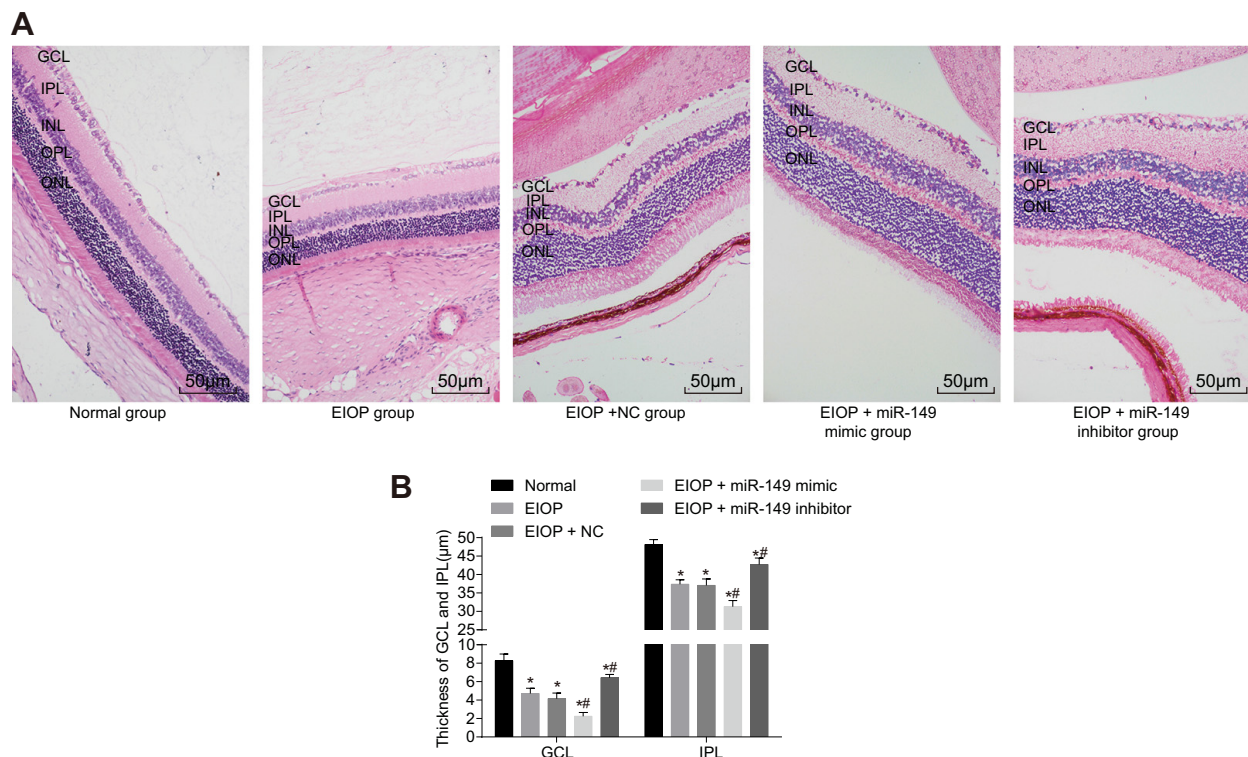 A
GCL
IPL
INL
OPL
ONL
50μm
Normal group
GCL
IPL
INL
OPL
ONL
50μm
EIOP group
GCL
IPL
INL
OPL
ONL
50μm
EIOP +NC group
GCL
IPL
INL
OPL
ONL
50μm
EIOP + miR-149
mimic group
GCL
IPL
INL
OPL
ONL
50μm
EIOP + miR-149
inhibitor group
B
Normal
EIOP
EIOP + NC
EIOP + miR-149 mimic
EIOP + miR-149 inhibitor
Thickness of GCL and IPL(μm)
50
45
40
35
30
25
10
8
6
4
2
0
* * *# *#
* * *# *#
GCL
IPL